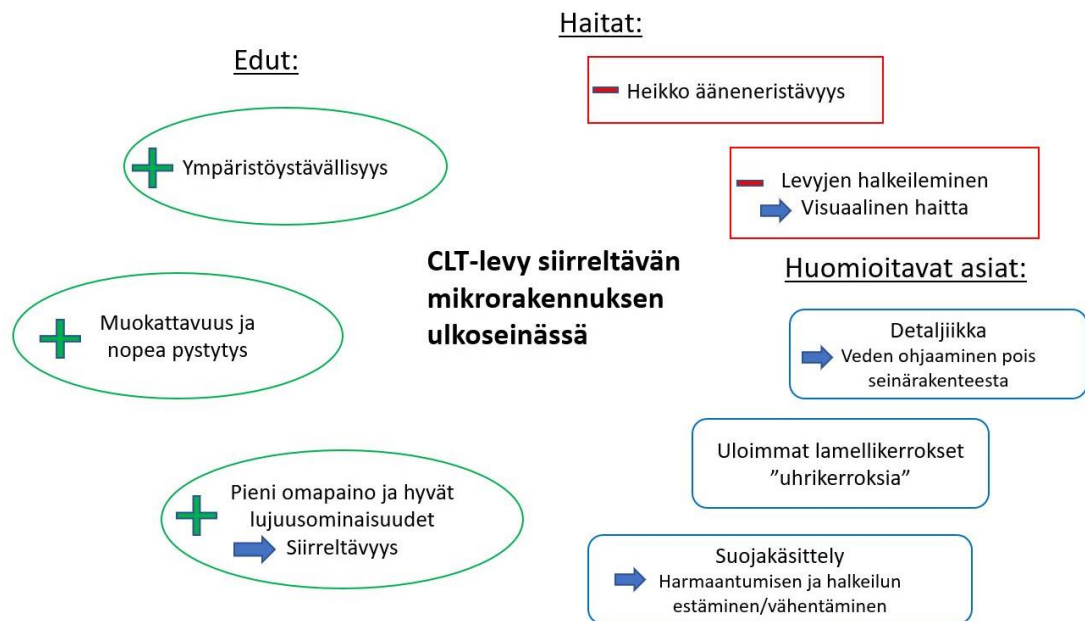 Edut:
Ympäristöystävällisyys
Muokattavuus ja
nopea pystytys
Pieni omapaino ja hyvät
lujuusominaisuudet
Siirreltävyys
CLT-levy siirreltävän
mikrorakennuksen
ulkoseinässä
Haitat:
Heikko ääneneristävyys
Levyjen halkeileminen
Visuaalinen haitta
Huomioitavat asiat:
Detaljiikka
Veden ohjaaminen pois
seinärakenteesta
Uloimmat lamellikerrokset
”uhrikerroksia”
Suojakäsittely
Harmaantumisen ja halkeilun
estäminen/vähentäminen